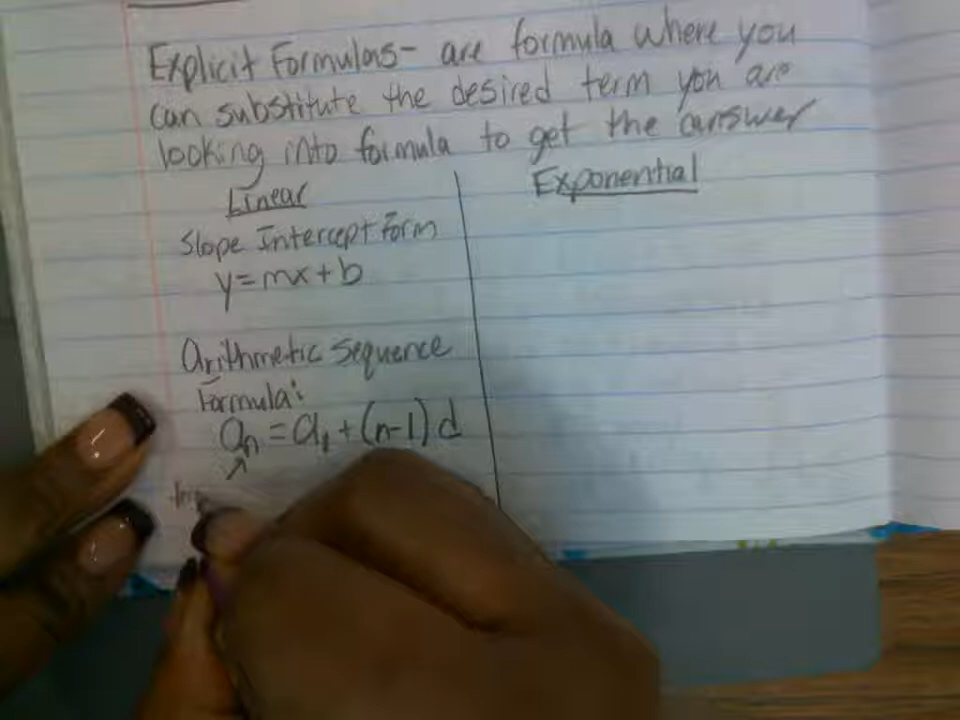 Explicit Formulas- are formula where you
can substitute the desired term you are
looking into formula to get the answer
Linear
Slope Intercept Form
y=mx+b
Arithmetic Sequence
Formula:
aₙ = a₁ + (n-1) d
Exponential